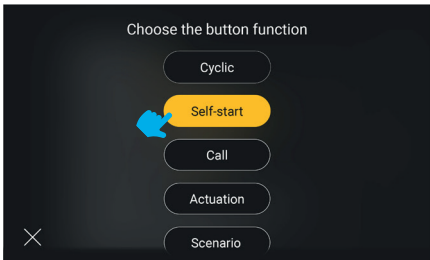 Choose the button function
Cyclic
Self-start
Call
Actuation
Scenario